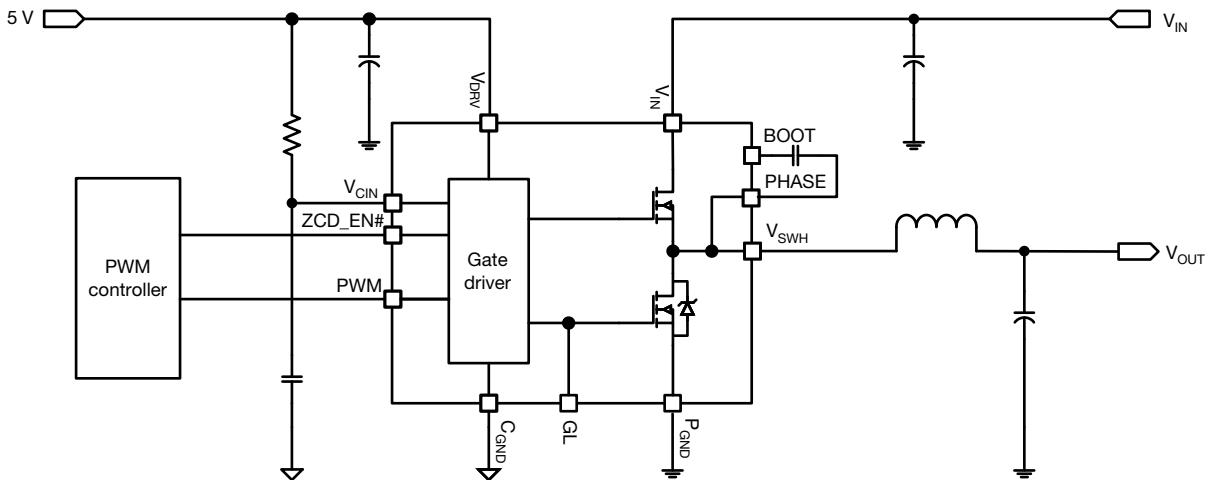 5 V
V_IN
V_DRV
V_IN
BOOT
PHASE
V_CIN
ZCD_EN#
V_SWH
PWM
controller
Gate
driver
V_OUT
PWM
C_GND
GL
P_GND